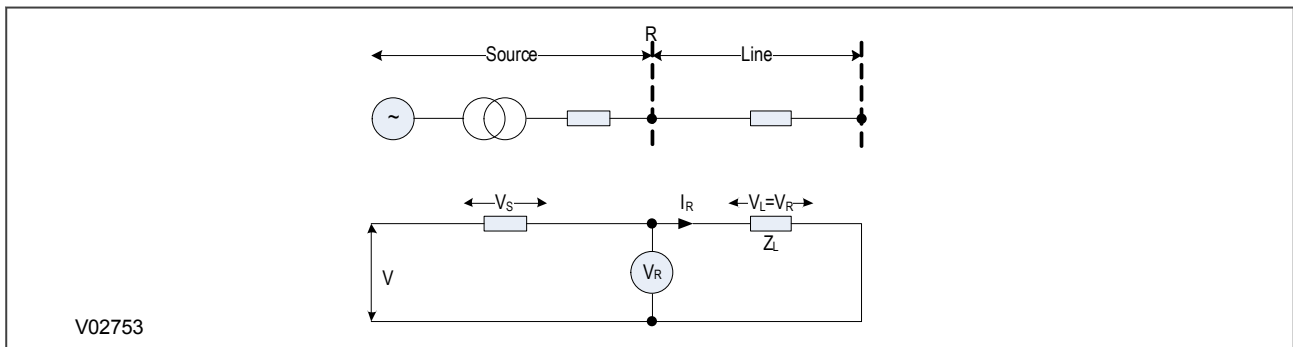 R
Source
Line
~
VS
IR
VL=VR
ZL
V
VR
V02753